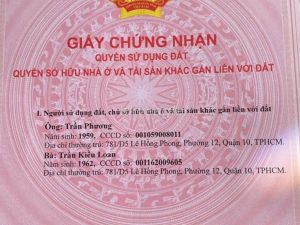 GIẤY CHỨNG NHẬN
QUYỀN SỬ DỤNG ĐẤT
QUYỀN SỞ HỮU NHÀ Ở VÀ TÀI SẢN KHÁC GẮN LIỀN VỚI ĐẤT
I. Người sử dụng đất, chủ sở hữu nhà ở và tài sản khác gắn liền với đất
Ông: Trần Phương
Năm sinh: 1959, CCCD số: 001059008011
Địa chỉ thường trú: 781/D5 Lê Hồng Phong, Phường 12, Quận 10, TPHCM.
Bà: Trần Kiều Loan
Năm sinh: 1962, CCCD số: 001162009605
Địa chỉ thường trú: 781/D5 Lê Hồng Phong, Phường 12, Quận 10, TPHCM.